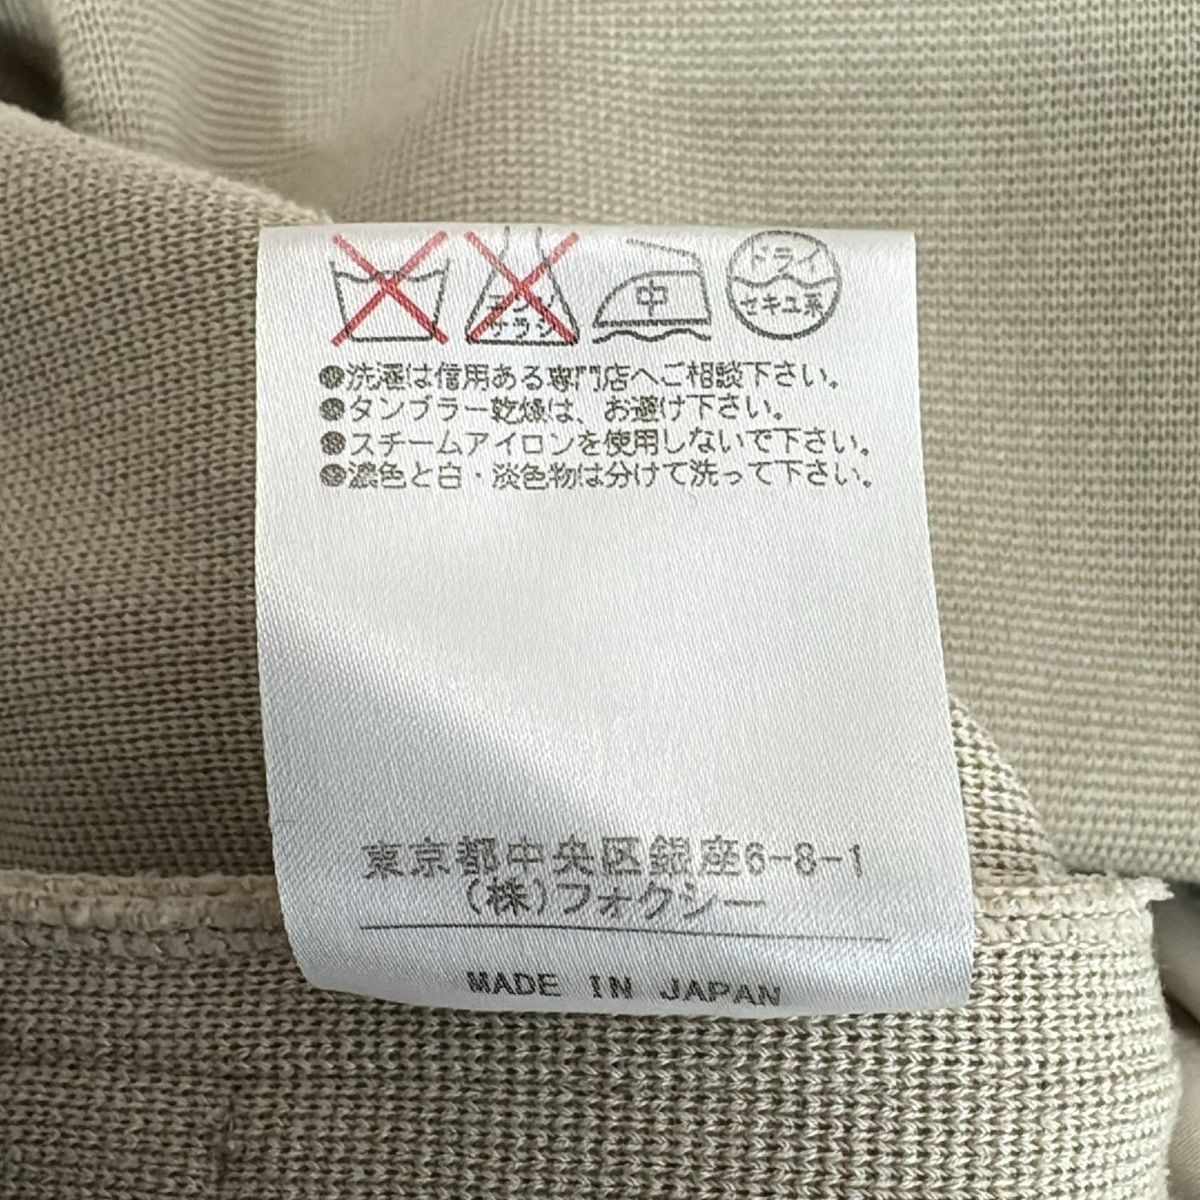 エンソ サラシ
中
ドライ
セキユ系
●洗濯は信用ある専門店へご相談下さい。
●タンブラー乾燥は、お避け下さい。
●スチームアイロンを使用しないで下さい。
●濃色と白・淡色物は分けて洗って下さい。
東京都中央区銀座6-8-1
(株)フォクシー
MADE IN JAPAN